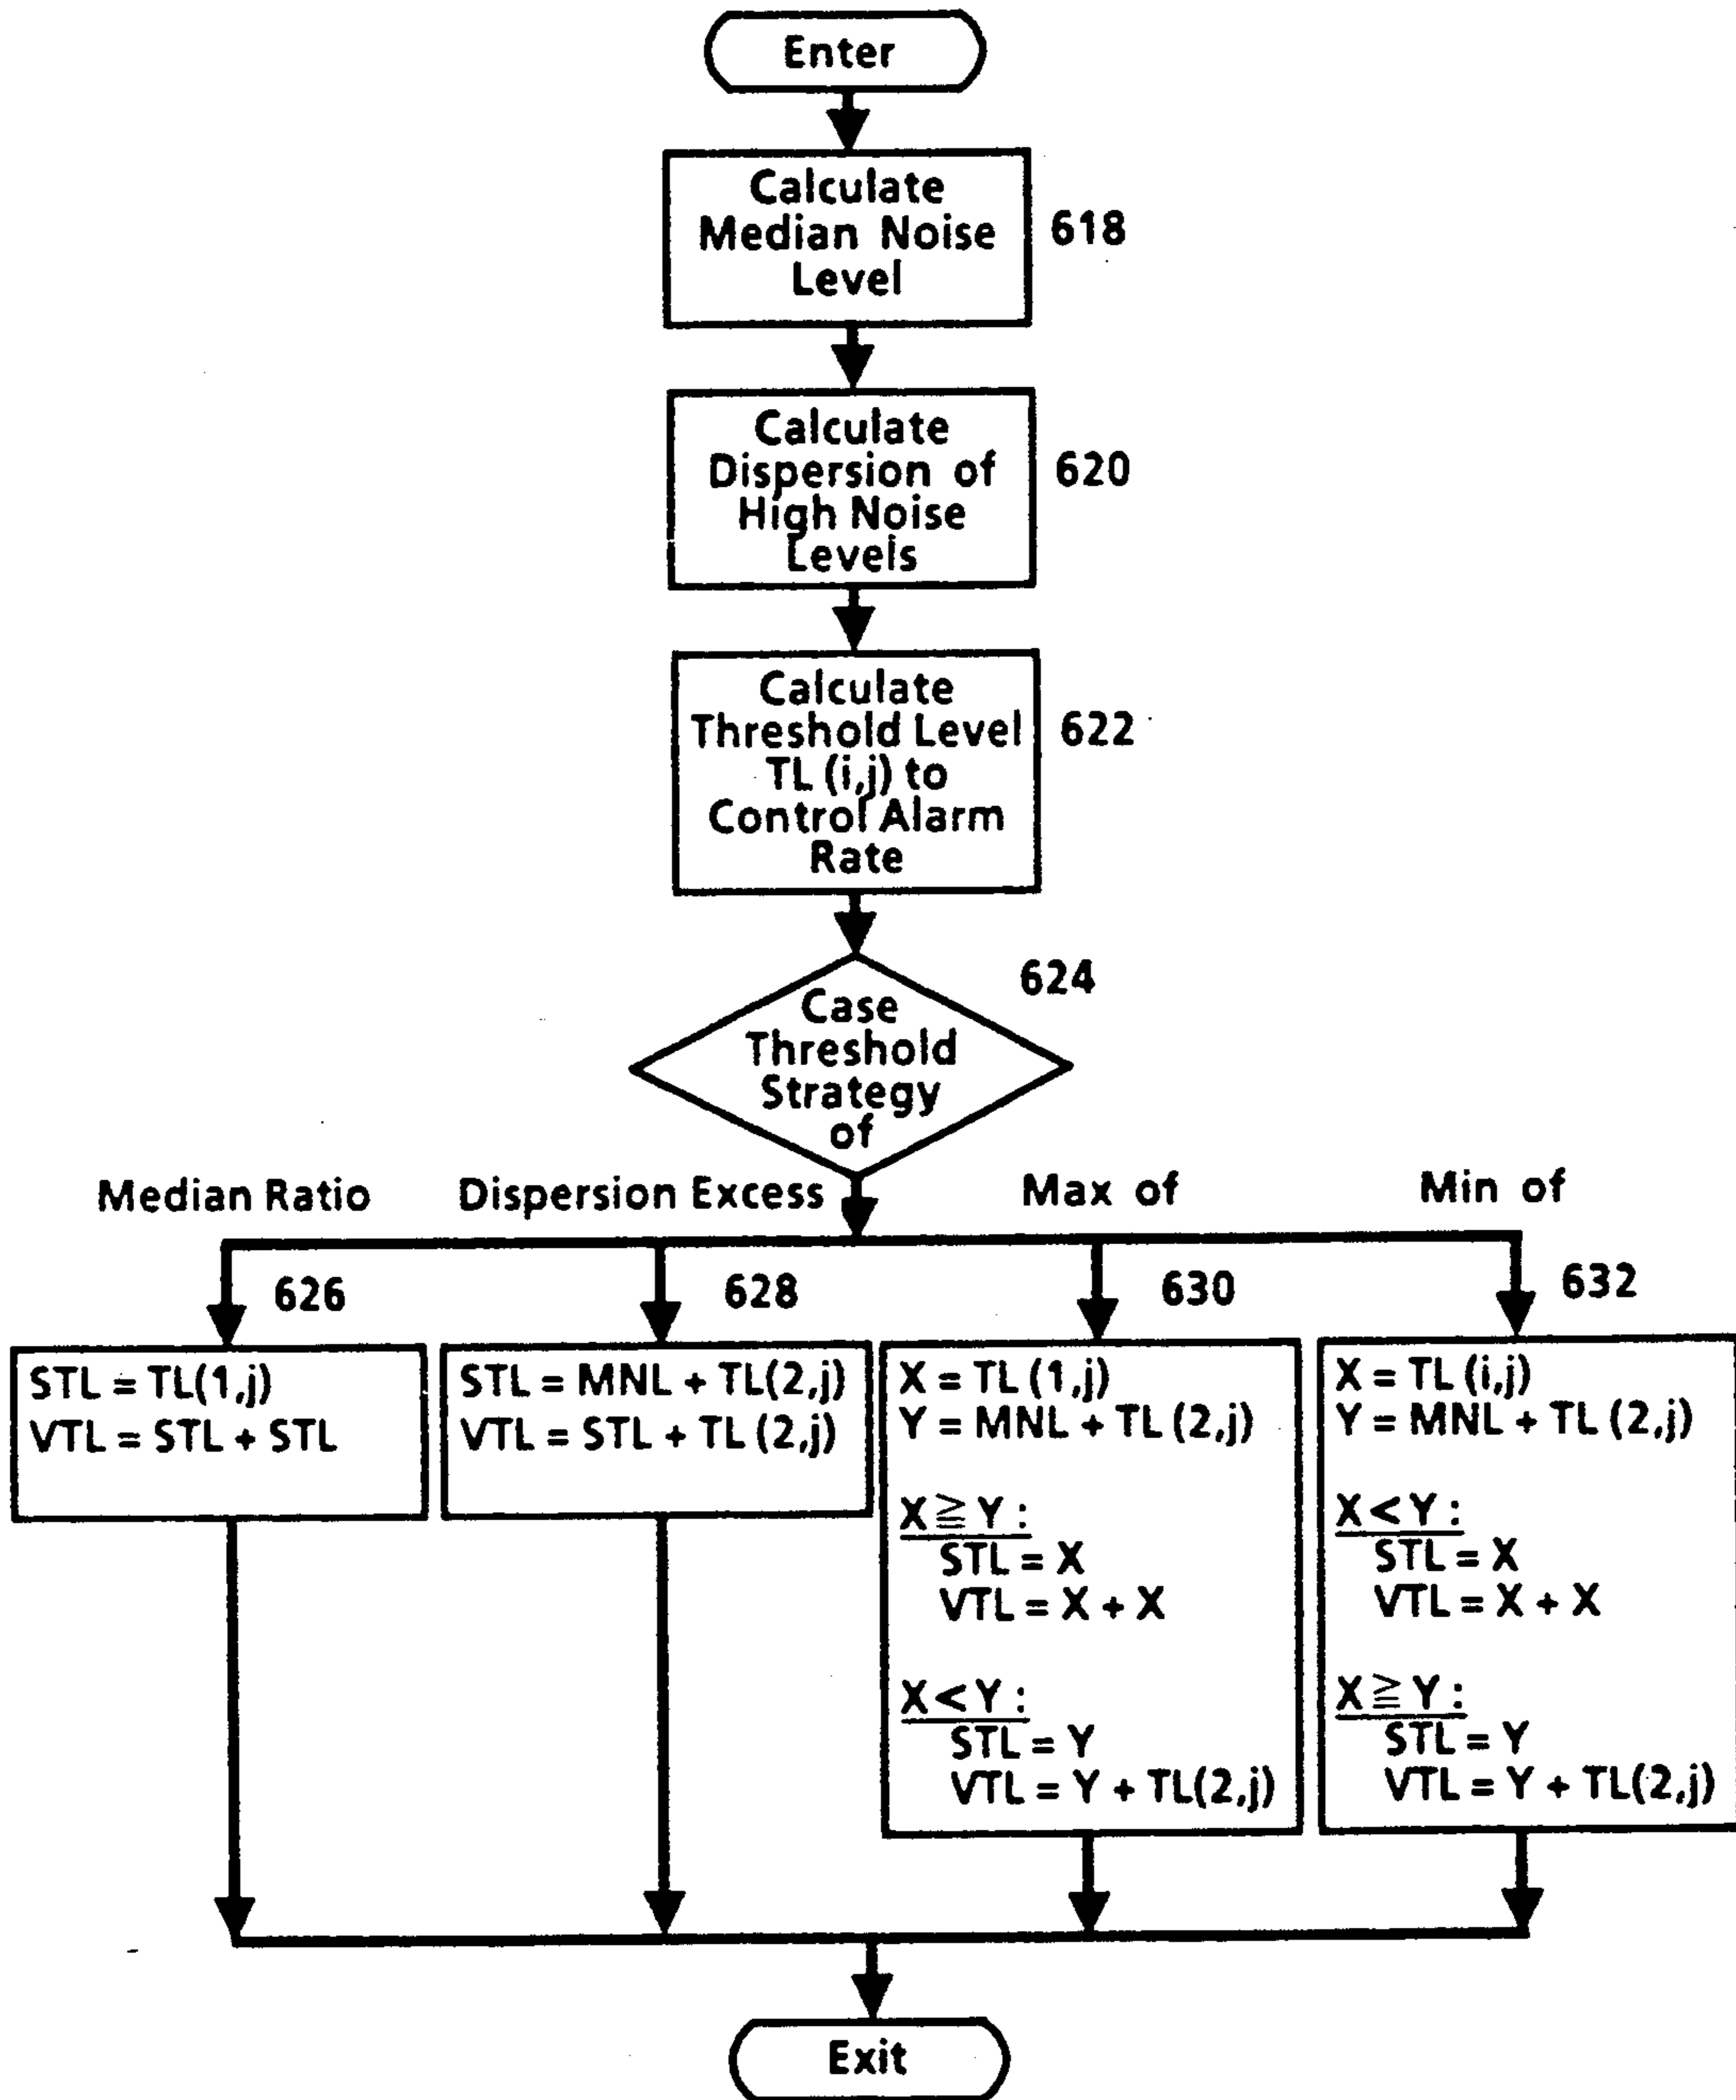 Enter
Calculate
Median Noise
Level
618
Calculate
Dispersion of
High Noise
Levels
620
Calculate
Threshold Level
TL (i,j) to
Control Alarm
Rate
622
624
Case
Threshold
Strategy
of
Median Ratio
Dispersion Excess
Max of
Min of
626
628
630
632
STL = TL(1,j)
VTL = STL + STL
STL = MNL + TL(2,j)
VTL = STL + TL (2,j)
X = TL (1,j)
Y = MNL + TL (2,j)
X ≧ Y :
STL = X
VTL = X + X
X < Y :
STL = Y
VTL = Y + TL(2,j)
X = TL (i,j)
Y = MNL + TL (2,j)
X < Y :
STL = X
VTL = X + X
X ≧ Y :
STL = Y
VTL = Y + TL(2,j)
Exit